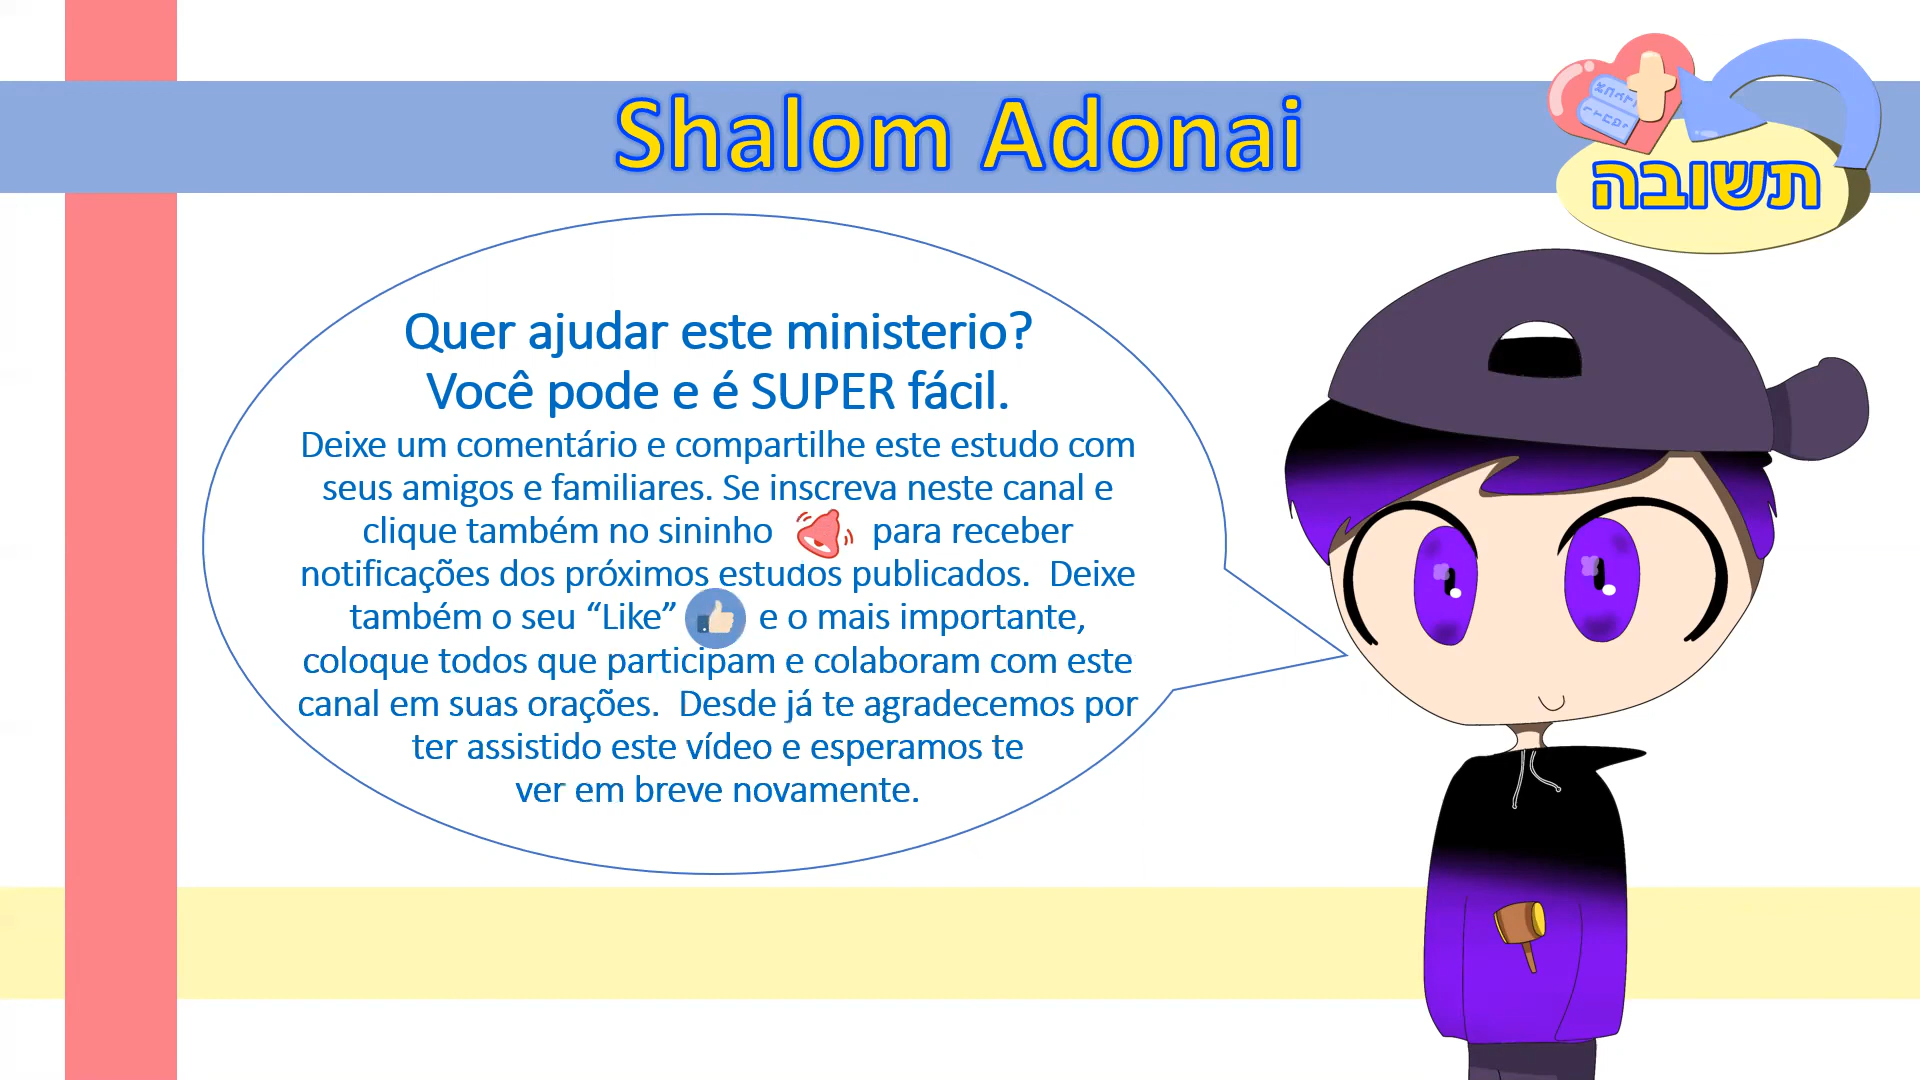 Shalom Adonai
תשובה
Quer ajudar este ministerio?
Você pode e é SUPER fácil.
Deixe um comentário e compartilhe este estudo com
seus amigos e familiares. Se inscreva neste canal e
clique também no sininho para receber
notificações dos próximos estudos publicados. Deixe
também o seu “Like” e o mais importante,
coloque todos que participam e colaboram com este
canal em suas orações. Desde já te agradecemos por
ter assistido este vídeo e esperamos te
ver em breve novamente.